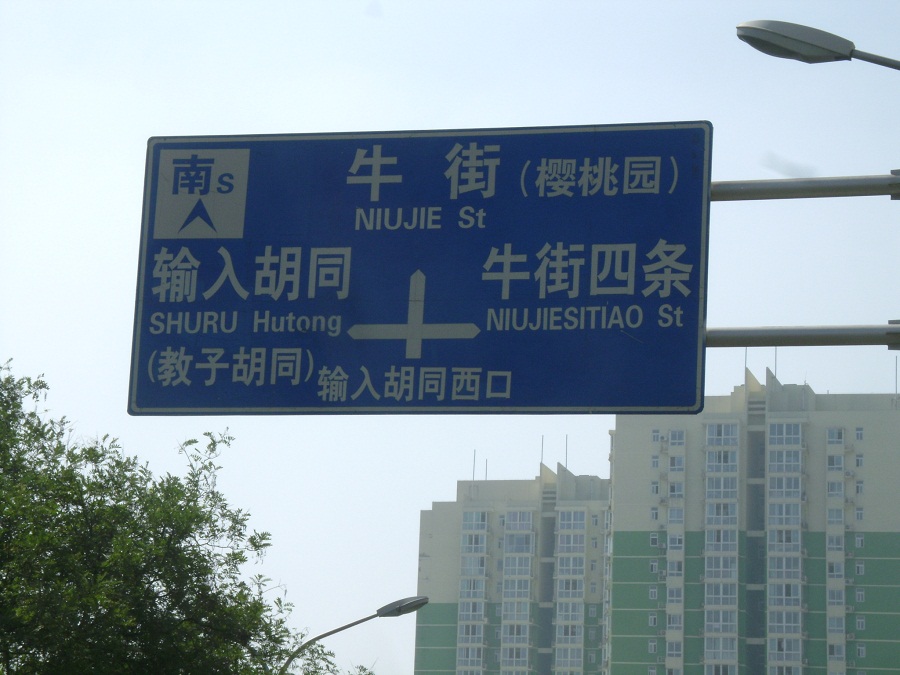 南S
牛街(樱桃园)
NIUJIE St
输入胡同
SHURU Hutong
(教子胡同)
牛街四条
NIUJIESITIAO St
输入胡同西口